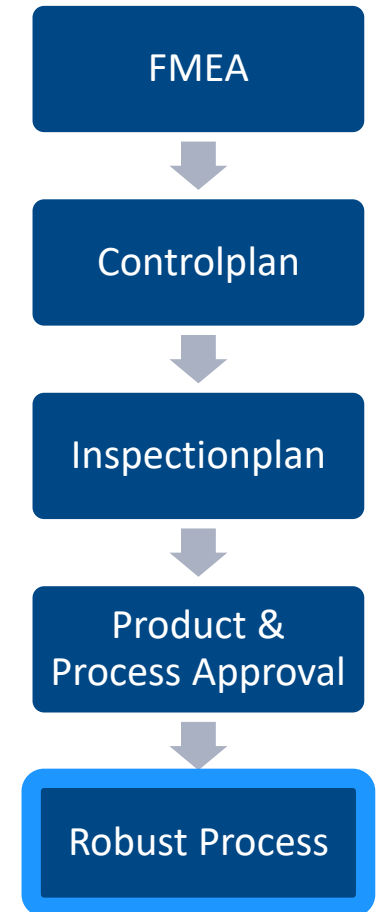 FMEA
Controlplan
Inspectionplan
Product &
Process Approval
Robust Process